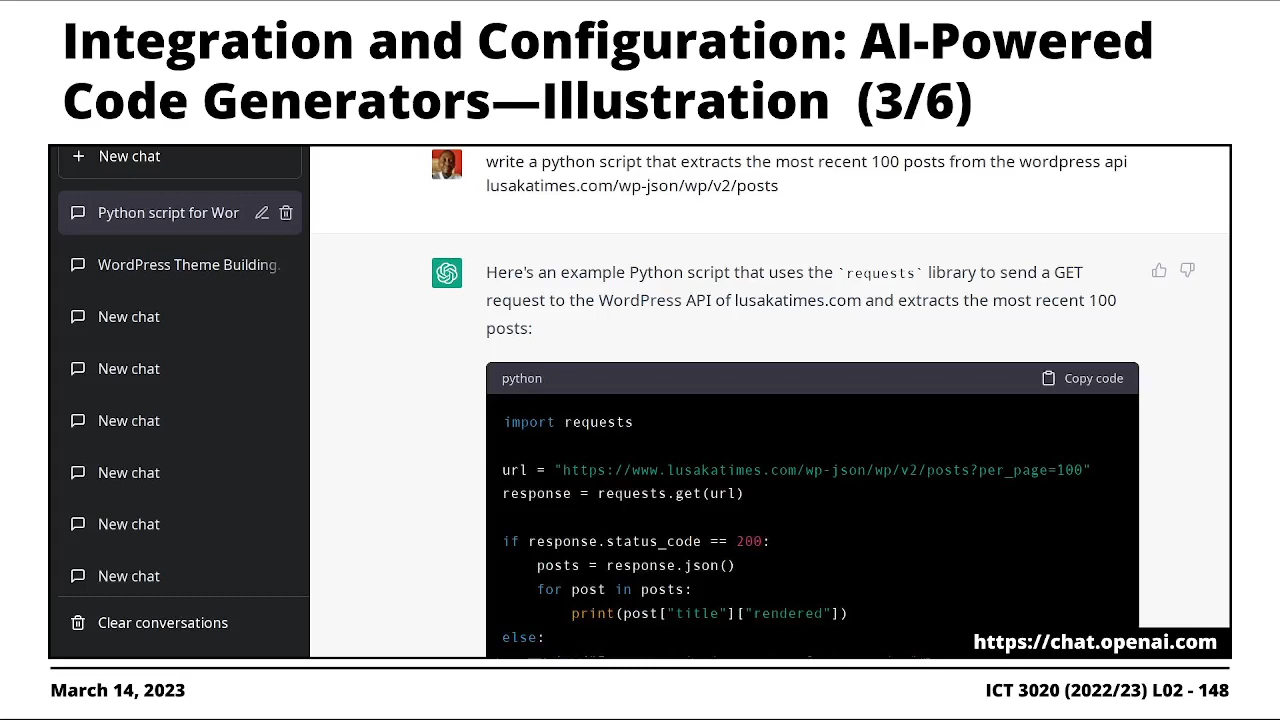 Integration and Configuration: AI-Powered
Code Generators—Illustration (3/6)
New chat
Python script for Wor
WordPress Theme Building.
New chat
New chat
New chat
New chat
New chat
New chat
Clear conversations
write a python script that extracts the most recent 100 posts from the wordpress api
lusakatimes.com/wp-json/wp/v2/posts
Here's an example Python script that uses the `requests` library to send a GET
request to the WordPress API of lusakatimes.com and extracts the most recent 100
posts:
python
Copy code
import requests
url = "https://www.lusakatimes.com/wp-json/wp/v2/posts?per_page=100"
response = requests.get(url)
if response.status_code == 200:
    posts = response.json()
    for post in posts:
        print(post["title"]["rendered"])
else:
https://chat.openai.com
March 14, 2023
ICT 3020 (2022/23) L02 - 148